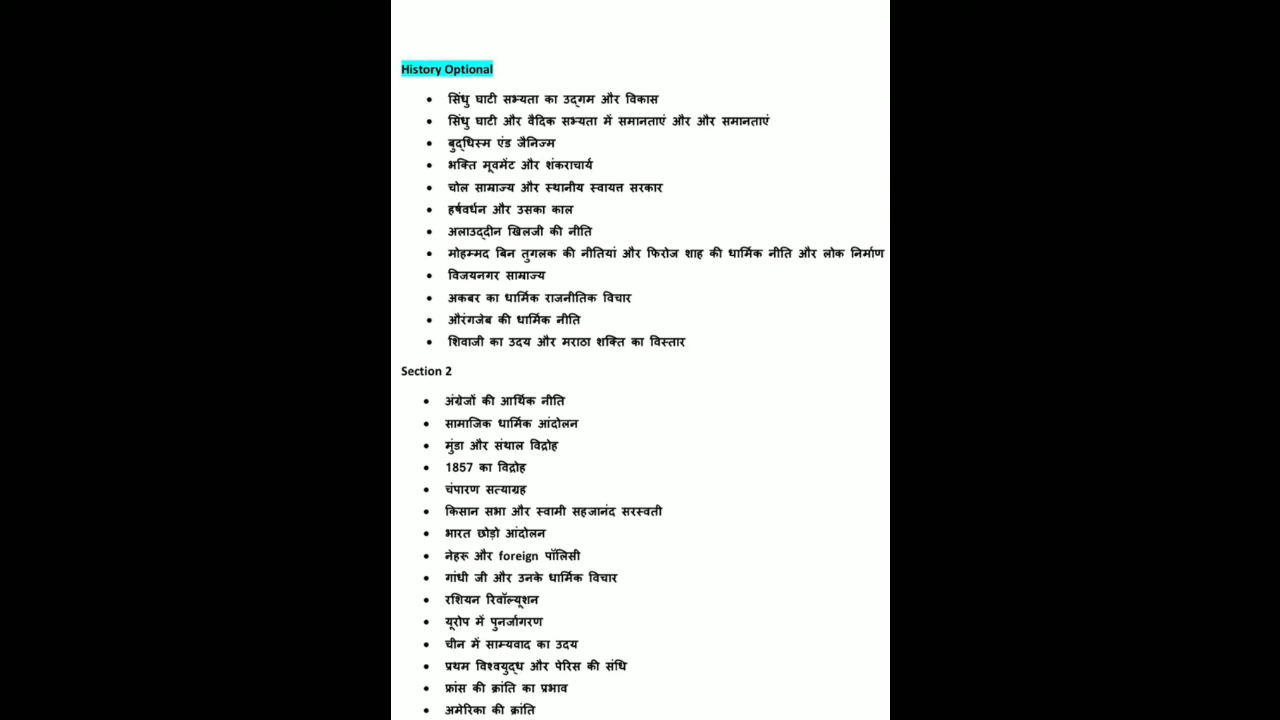 History Optional
• सिंधु घाटी सभ्यता का उद्गम और विकास
• सिंधु घाटी और वैदिक सभ्यता में समानताएं और और समानताएं
• बुद्धिस्म एंड जैनिज्म
• भक्ति मूवमेंट और शंकराचार्य
• चोल साम्राज्य और स्थानीय स्वायत्त सरकार
• हर्षवर्धन और उसका काल
• अलाउद्दीन खिलजी की नीति
• मोहम्मद बिन तुगलक की नीतियां और फिरोज शाह की धार्मिक नीति और लोक निर्माण
• विजयनगर साम्राज्य
• अकबर का धार्मिक राजनीतिक विचार
• औरंगजेब की धार्मिक नीति
• शिवाजी का उदय और मराठा शक्ति का विस्तार
Section 2
• अंग्रेजों की आर्थिक नीति
• सामाजिक धार्मिक आंदोलन
• मुंडा और संथाल विद्रोह
• 1857 का विद्रोह
• चंपारण सत्याग्रह
• किसान सभा और स्वामी सहजानंद सरस्वती
• भारत छोड़ो आंदोलन
• नेहरू और foreign पॉलिसी
• गांधी जी और उनके धार्मिक विचार
• रशियन रिवॉल्यूशन
• यूरोप में पुनर्जागरण
• चीन में साम्यवाद का उदय
• प्रथम विश्वयुद्ध और पेरिस की संधि
• फ्रांस की क्रांति का प्रभाव
• अमेरिका की क्रांति